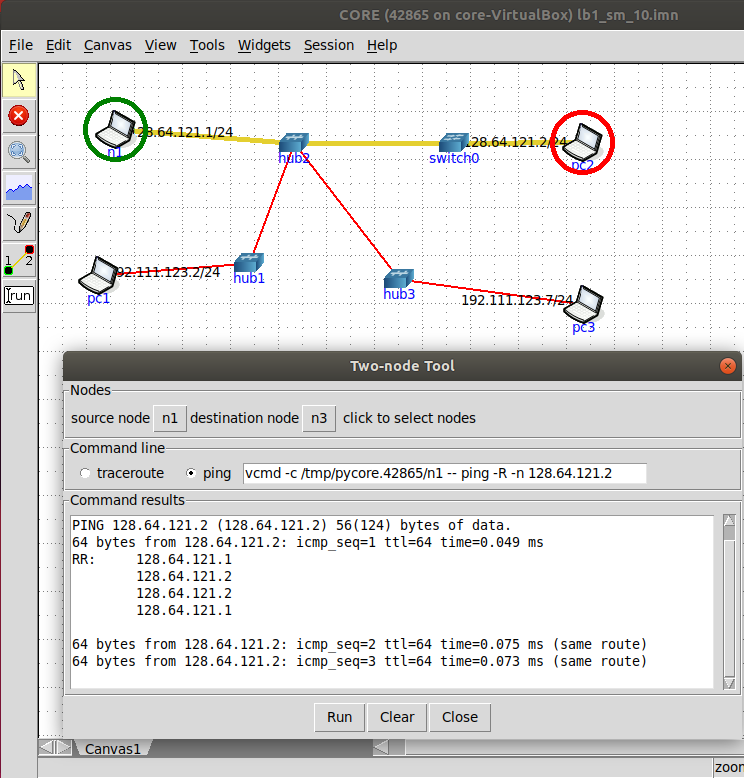 CORE (42865 on core-VirtualBox) lb1_sm_10.imn
File Edit Canvas View Tools Widgets Session Help
28.64.121.1/24
n1
hub2
28.64.121.2/24
switch0
pc2
92.111.123.2/24
pc1
hub1
hub3
192.111.123.7/24
pc3
1 2
run
Two-node Tool
Nodes
source node n1 destination node n3 click to select nodes
Command line
traceroute ping vcmd -c /tmp/pycore.42865/n1 -- ping -R -n 128.64.121.2
Command results
PING 128.64.121.2 (128.64.121.2) 56(124) bytes of data.
64 bytes from 128.64.121.2: icmp_seq=1 ttl=64 time=0.049 ms
RR: 128.64.121.1
128.64.121.2
128.64.121.2
128.64.121.1
64 bytes from 128.64.121.2: icmp_seq=2 ttl=64 time=0.075 ms (same route)
64 bytes from 128.64.121.2: icmp_seq=3 ttl=64 time=0.073 ms (same route)
Run Clear Close
Canvas1
zoon